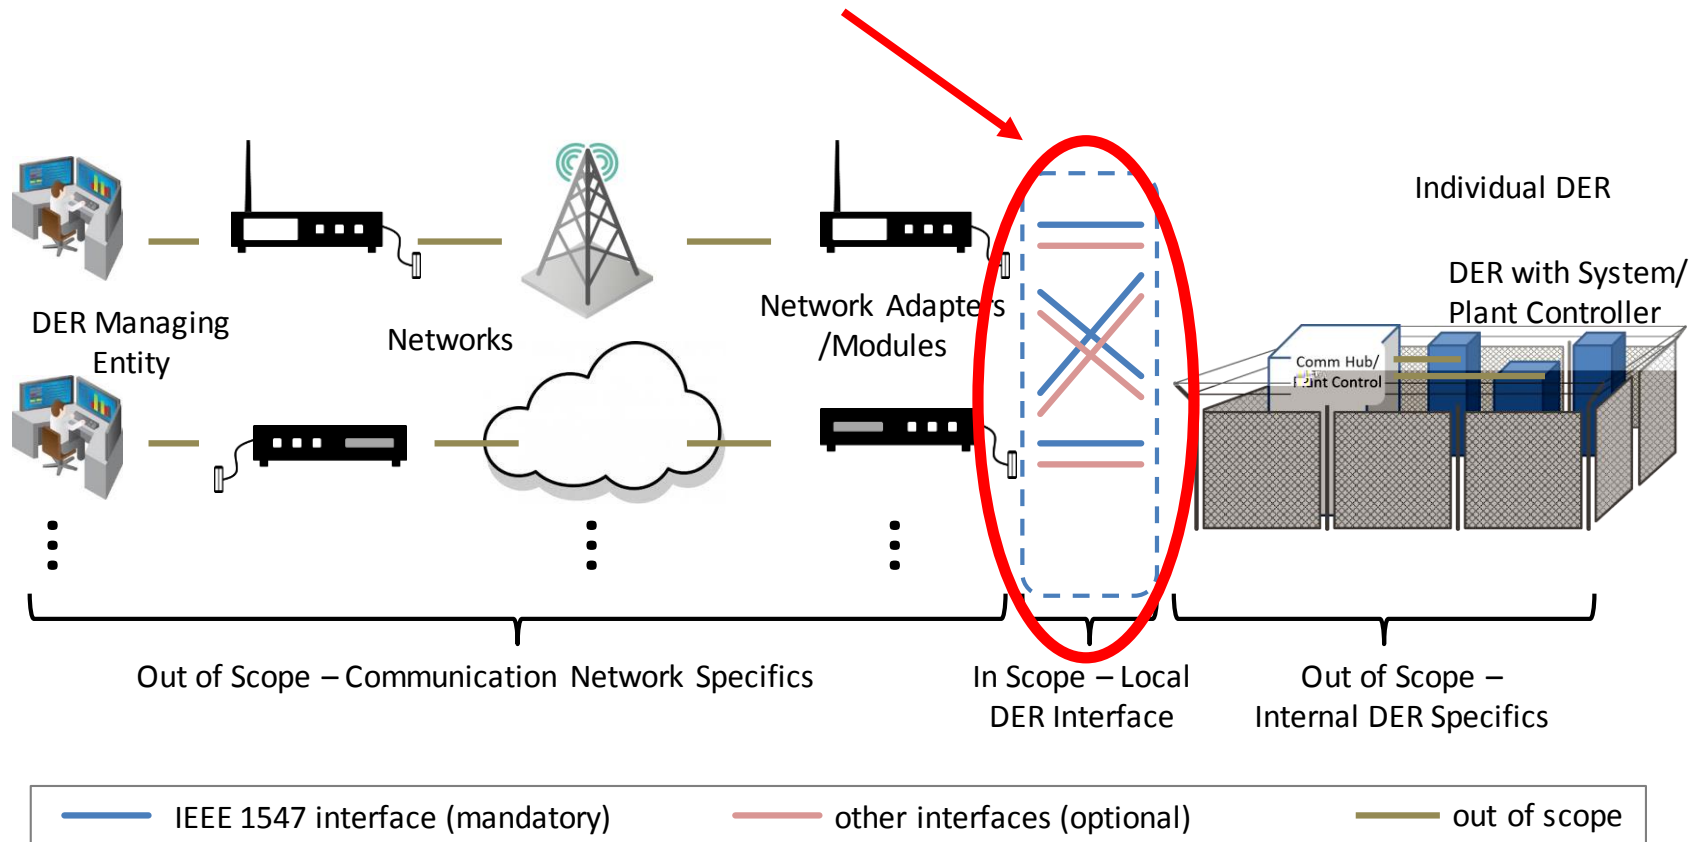 Individual DER
DER with System/
Plant Controller
DER Managing
Entity
Networks
Network Adapters
/Modules
Comm Hub/
Plant Control
Out of Scope – Communication Network Specifics
In Scope – Local
DER Interface
Out of Scope –
Internal DER Specifics
IEEE 1547 interface (mandatory)
other interfaces (optional)
out of scope